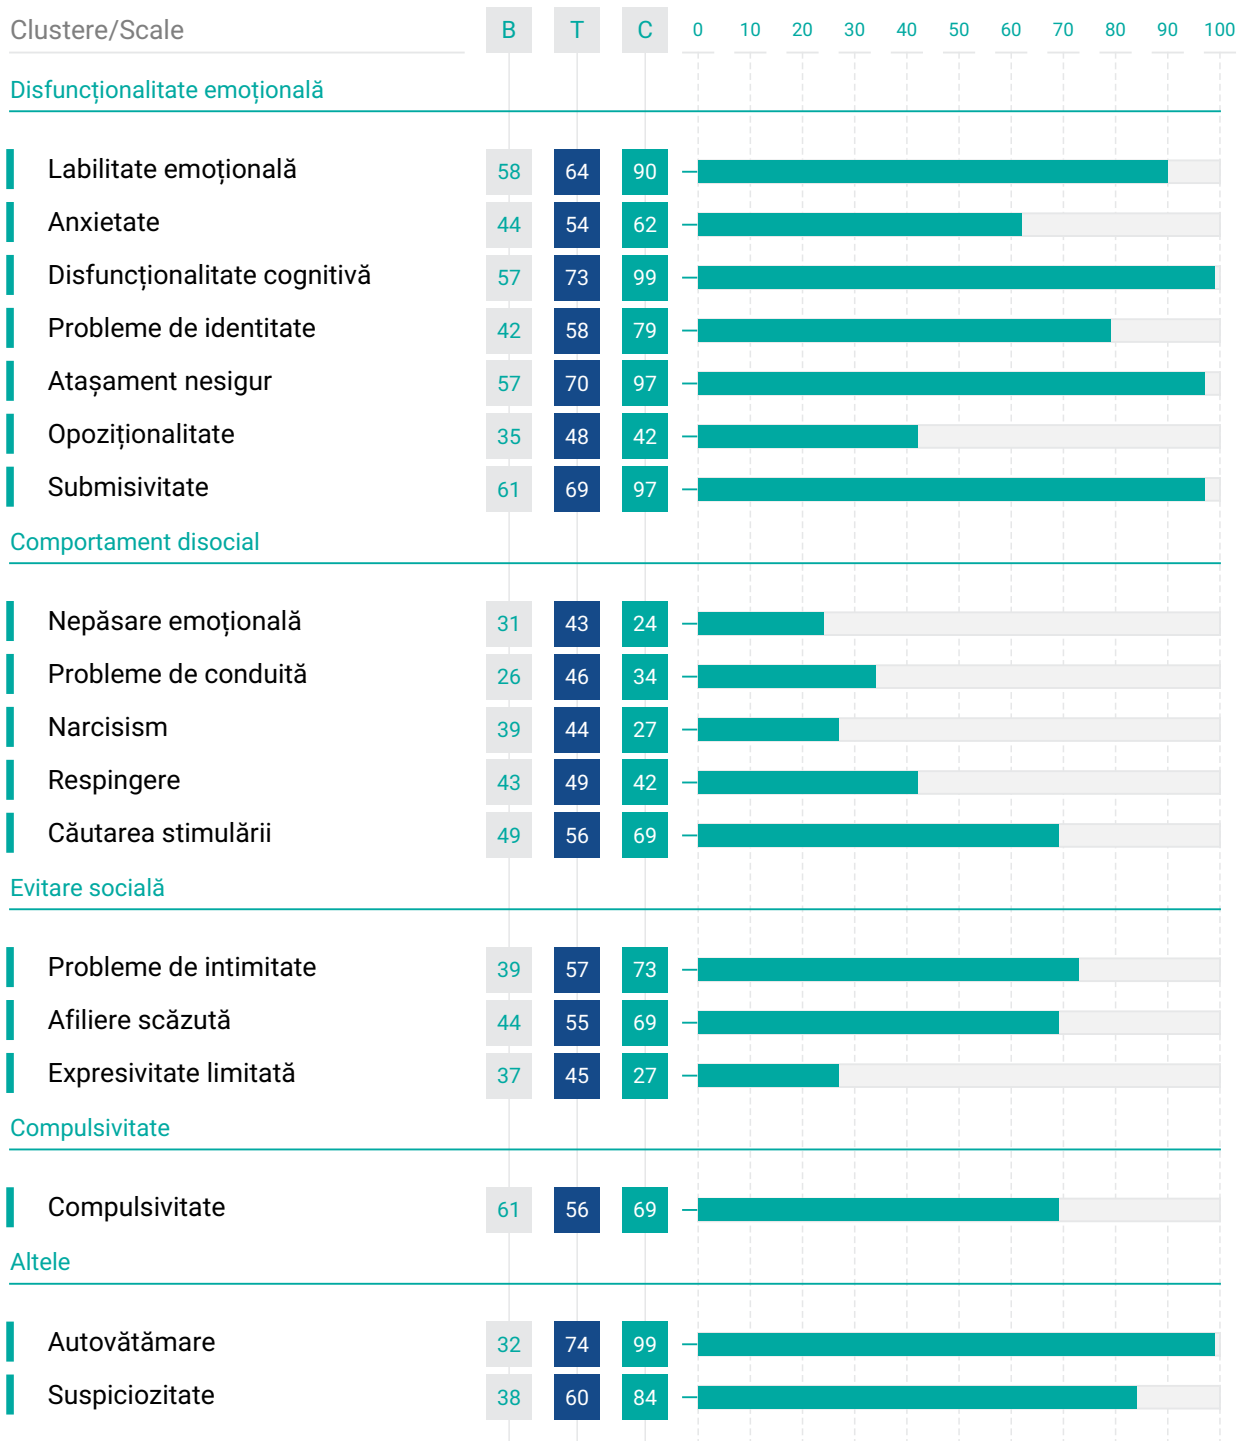 Clustere/Scale B T C 0 10 20 30 40 50 60 70 80 90 100
Disfuncționalitate emoțională
Labilitate emoțională 58 64 90
Anxietate 44 54 62
Disfuncționalitate cognitivă 57 73 99
Probleme de identitate 42 58 79
Atașament nesigur 57 70 97
Opoziționalitate 35 48 42
Submisivitate 61 69 97
Comportament disocial
Nepăsare emoțională 31 43 24
Probleme de conduită 26 46 34
Narcisism 39 44 27
Respingere 43 49 42
Căutarea stimulării 49 56 69
Evitare socială
Probleme de intimitate 39 57 73
Afiliere scăzută 44 55 69
Expresivitate limitată 37 45 27
Compulsivitate
Compulsivitate 61 56 69
Altele
Autovătămare 32 74 99
Suspiciozitate 38 60 84